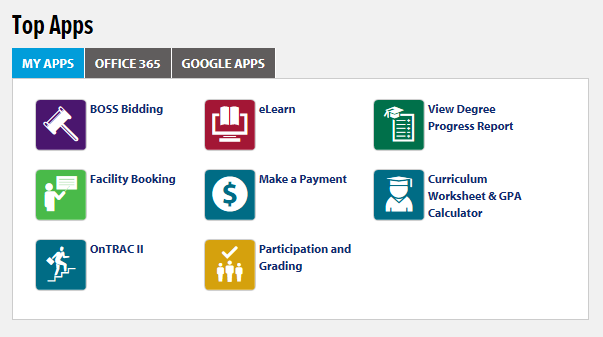 Top Apps
MY APPS
OFFICE 365
GOOGLE APPS
BOSS Bidding
eLearn
View Degree
Progress Report
Facility Booking
$
Make a Payment
Curriculum
Worksheet & GPA
Calculator
OnTRAC II
Participation and
Grading